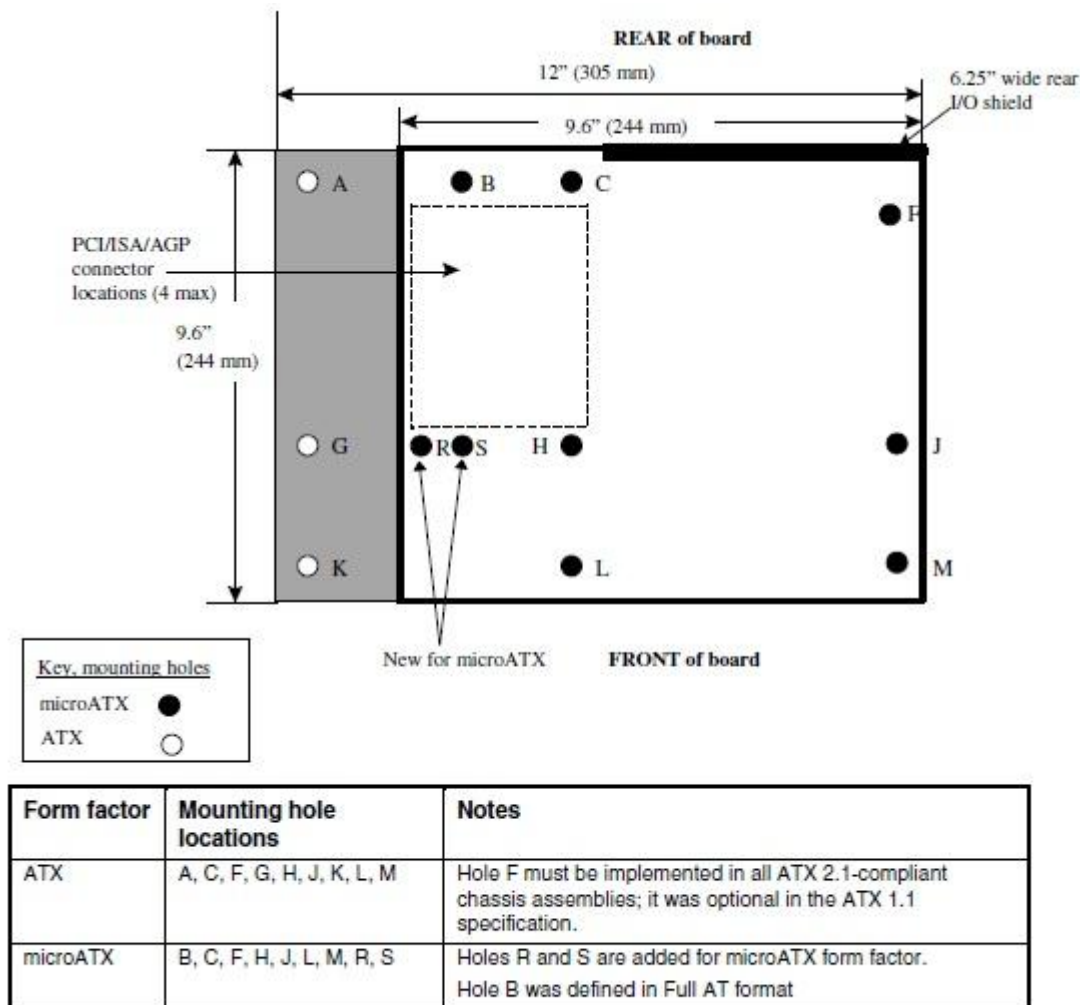 REAR of board
12” (305 mm)
6.25” wide rear
I/O shield
9.6” (244 mm)
A
B
C
F
PCI/ISA/AGP
connector
locations (4 max)
9.6”
(244 mm)
G
R
S
H
J
K
L
M
New for microATX
FRONT of board
Key, mounting holes
microATX
ATX
Form factor
Mounting hole
locations
Notes
ATX
A, C, F, G, H, J, K, L, M
Hole F must be implemented in all ATX 2.1-compliant
chassis assemblies; it was optional in the ATX 1.1
specification.
microATX
B, C, F, H, J, L, M, R, S
Holes R and S are added for microATX form factor.
Hole B was defined in Full AT format